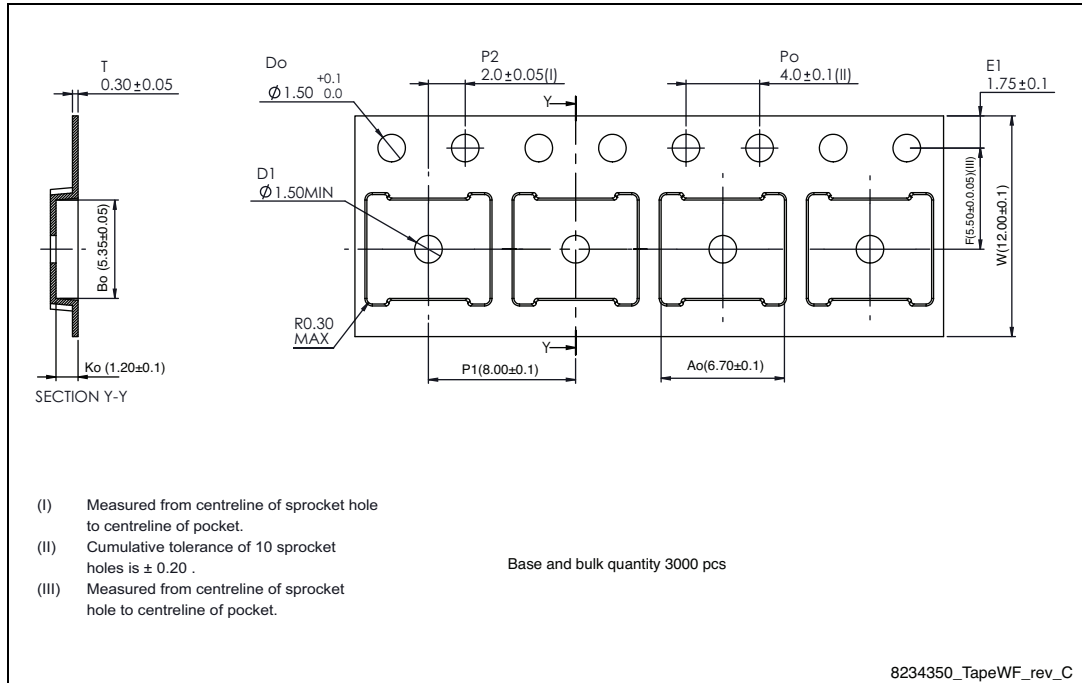 T
0.30±0.05
Do
Ø1.50 +0.1 0.0
P2
2.0±0.05(I)
Po
4.0±0.1(II)
E1
1.75±0.1
Y
D1
Ø1.50MIN
Bo (5.35±0.05)
F(5.50±0.0.05)(III)
W(12.00±0.1)
R0.30
MAX
Y
Ko (1.20±0.1)
P1(8.00±0.1)
Ao(6.70±0.1)
SECTION Y-Y
(I) Measured from centreline of sprocket hole
to centreline of pocket.
(II) Cumulative tolerance of 10 sprocket
holes is ± 0.20 .
(III) Measured from centreline of sprocket
hole to centreline of pocket.
Base and bulk quantity 3000 pcs
8234350_TapeWF_rev_C